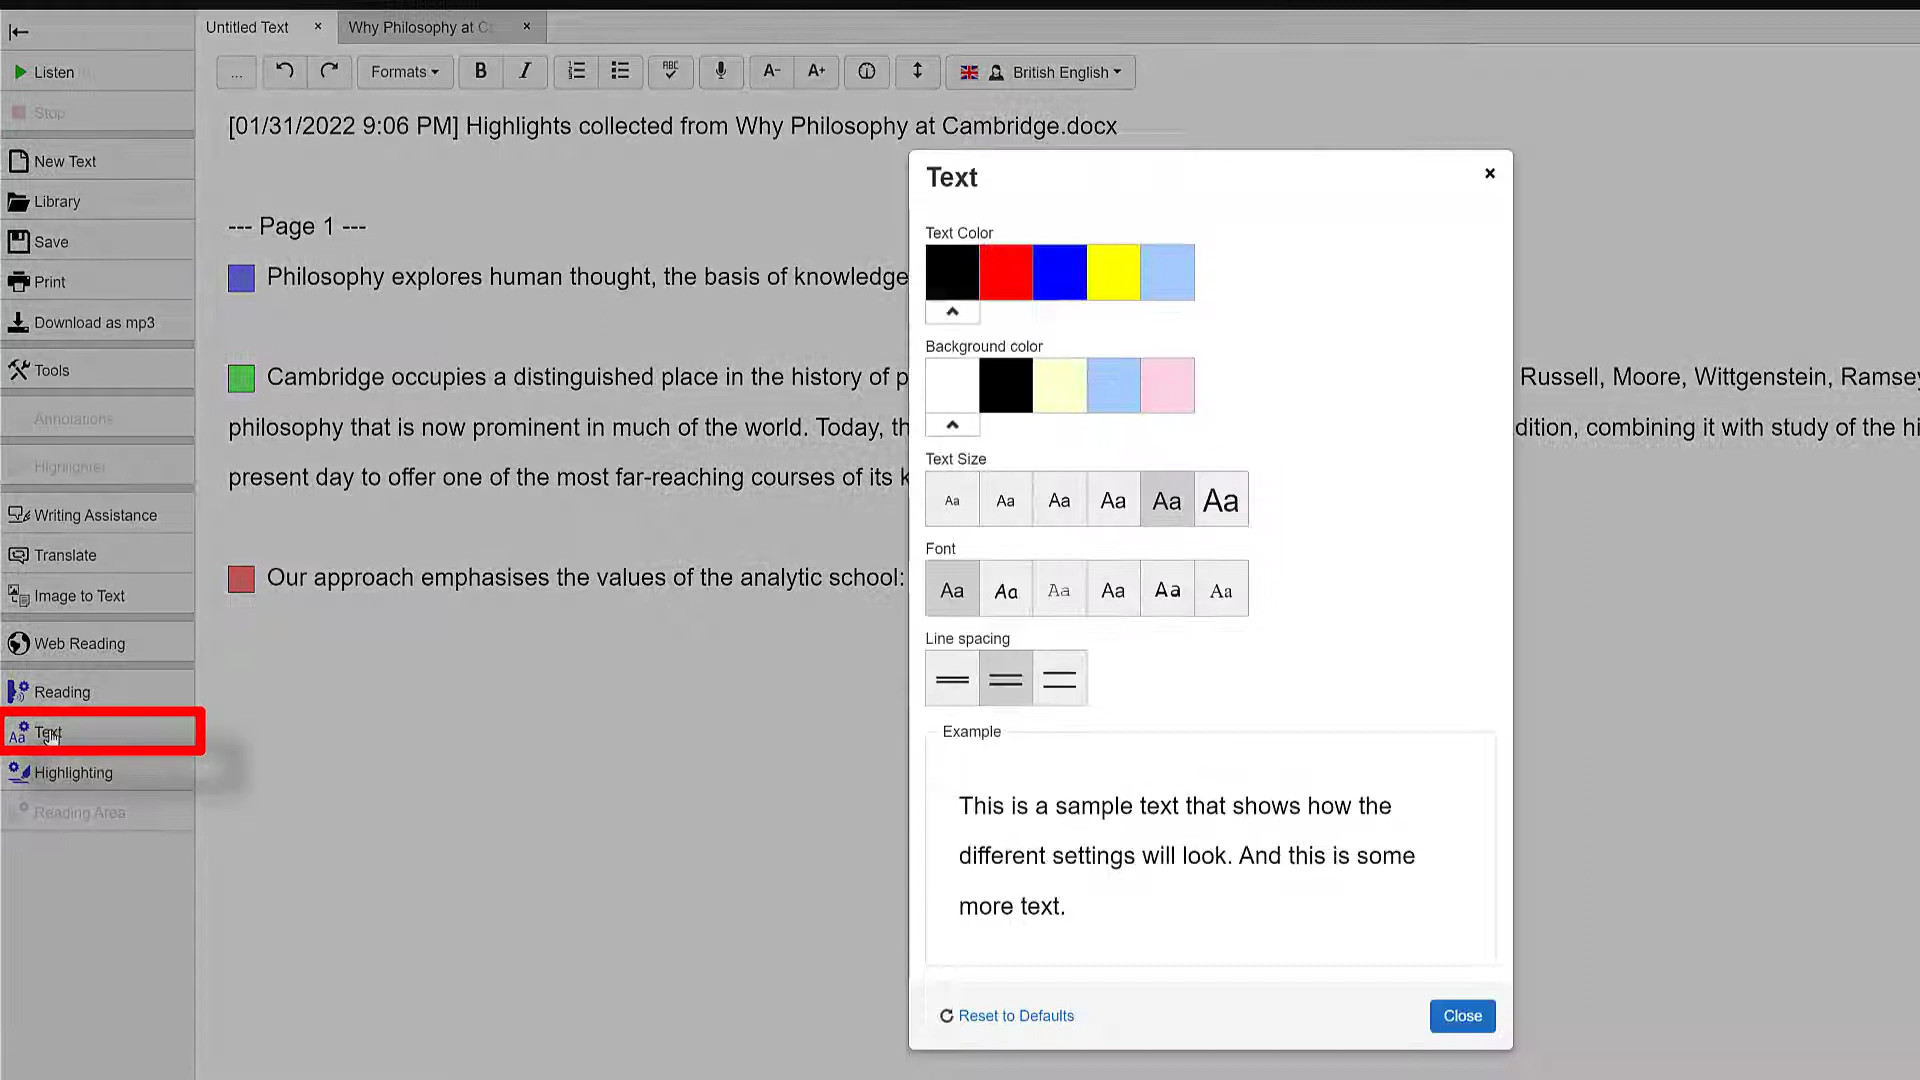 Untitled Text ×
Why Philosophy at C ×
Listen
Stop
New Text
Library
Save
Print
Download as mp3
Tools
Annotations
Highlighter
Writing Assistance
Translate
Image to Text
Web Reading
Reading
Text
Highlighting
Reading Area
... Formats B I ABC A- A+ British English
[01/31/2022 9:06 PM] Highlights collected from Why Philosophy at Cambridge.docx
--- Page 1 ---
Philosophy explores human thought, the basis of knowledge
Cambridge occupies a distinguished place in the history of p Russell, Moore, Wittgenstein, Ramsey
philosophy that is now prominent in much of the world. Today, th dition, combining it with study of the hi
present day to offer one of the most far-reaching courses of its k
Our approach emphasises the values of the analytic school:
Text ×
Text Color
Background color
Text Size
Aa Aa Aa Aa Aa Aa
Font
Aa Aa Aa Aa Aa Aa
Line spacing
Example
This is a sample text that shows how the
different settings will look. And this is some
more text.
Reset to Defaults
Close